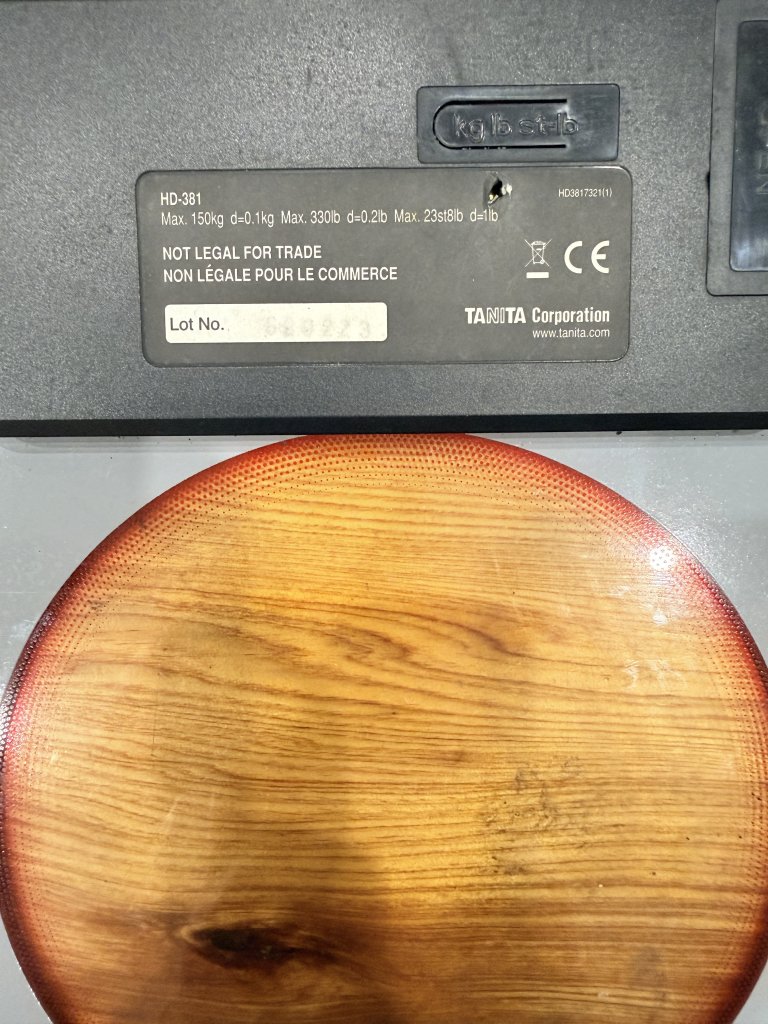 kg lb st-lb
HD-381
HD3817321(1)
Max. 150kg d=0.1kg Max. 330lb d=0.2lb Max. 23st8lb d=1lb
NOT LEGAL FOR TRADE
NON LÉGALE POUR LE COMMERCE
CE
Lot No.
TANITA Corporation
www.tanita.com